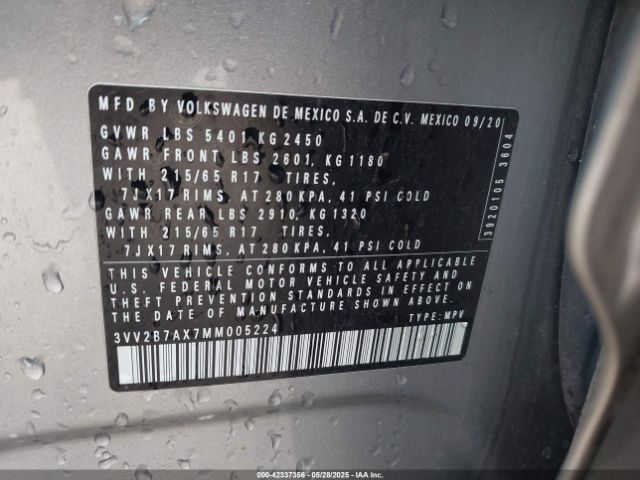 MFD BY VOLKSWAGEN DE MEXICO S.A. DE C.V. MEXICO 09/20
GVWR LBS 5401 KG 2450
GAWR FRONT LBS 2601, KG 1180
WITH 215/65 R17 TIRES,
7JX17 RIMS, AT 280 KPA, 41 PSI COLD
GAWR REAR LBS 2910, KG 1320
WITH 215/65 R17 TIRES,
7JX17 RIMS, AT 280 KPA, 41 PSI COLD
THIS VEHICLE CONFORMS TO ALL APPLICABLE
U.S. FEDERAL MOTOR VEHICLE SAFETY AND
THEFT PREVENTION STANDARDS IN EFFECT ON
THE DATE OF MANUFACTURE SHOWN ABOVE.
3VV2B7AX7MM005224 TYPE: MPV
3920105 3604
000-42337356 | 05/28/2025 | IAA Holdings, LLC